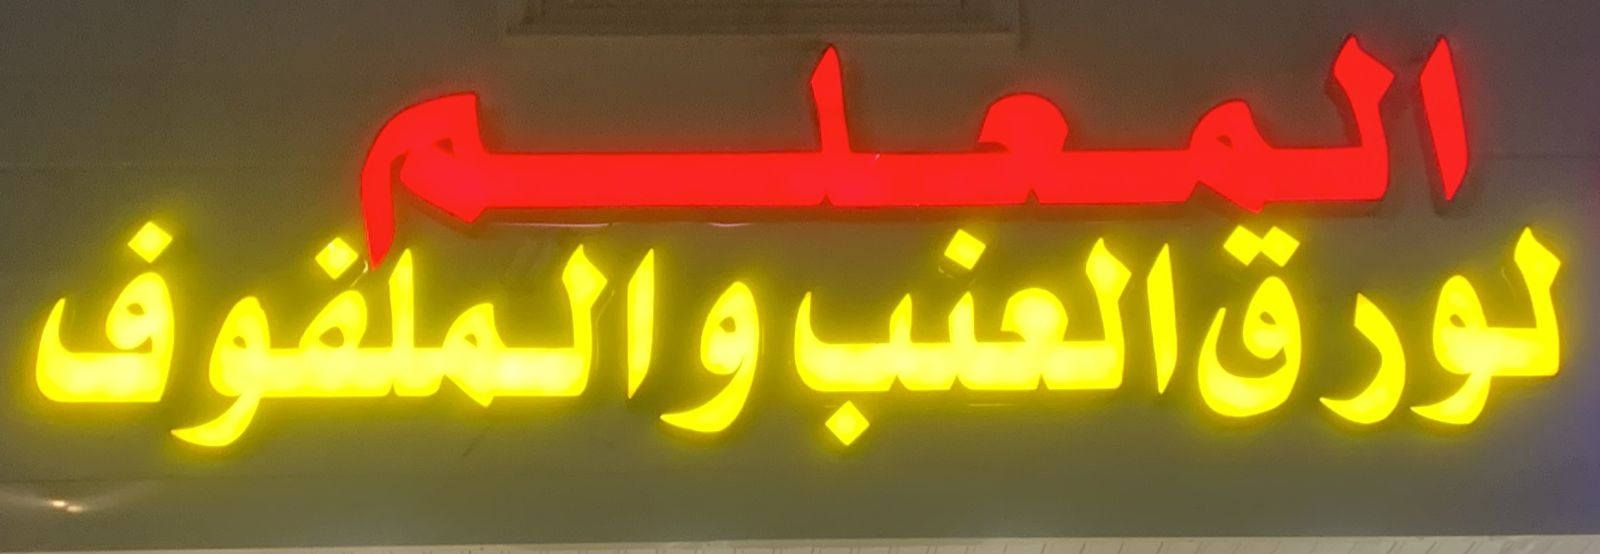 المعلم
لورق العنب والملفوف